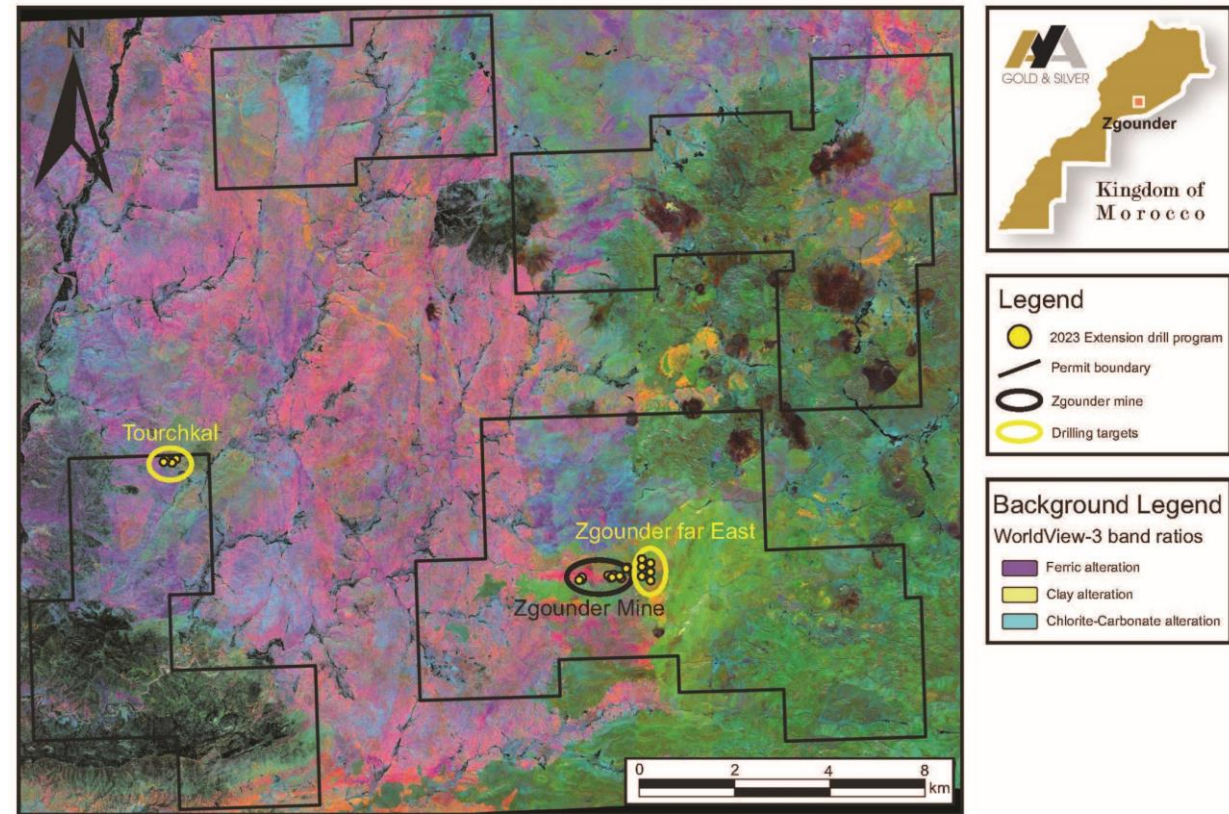 N
Tourchkal
Zgounder far East
Zgounder Mine
0 2 4 6 8
km
AYA
GOLD & SILVER
Zgounder
Kingdom of
Morocco
Legend
2023 Extension drill program
Permit boundary
Zgounder mine
Drilling targets
Background Legend
WorldView-3 band ratios
Ferric alteration
Clay alteration
Chlorite-Carbonate alteration